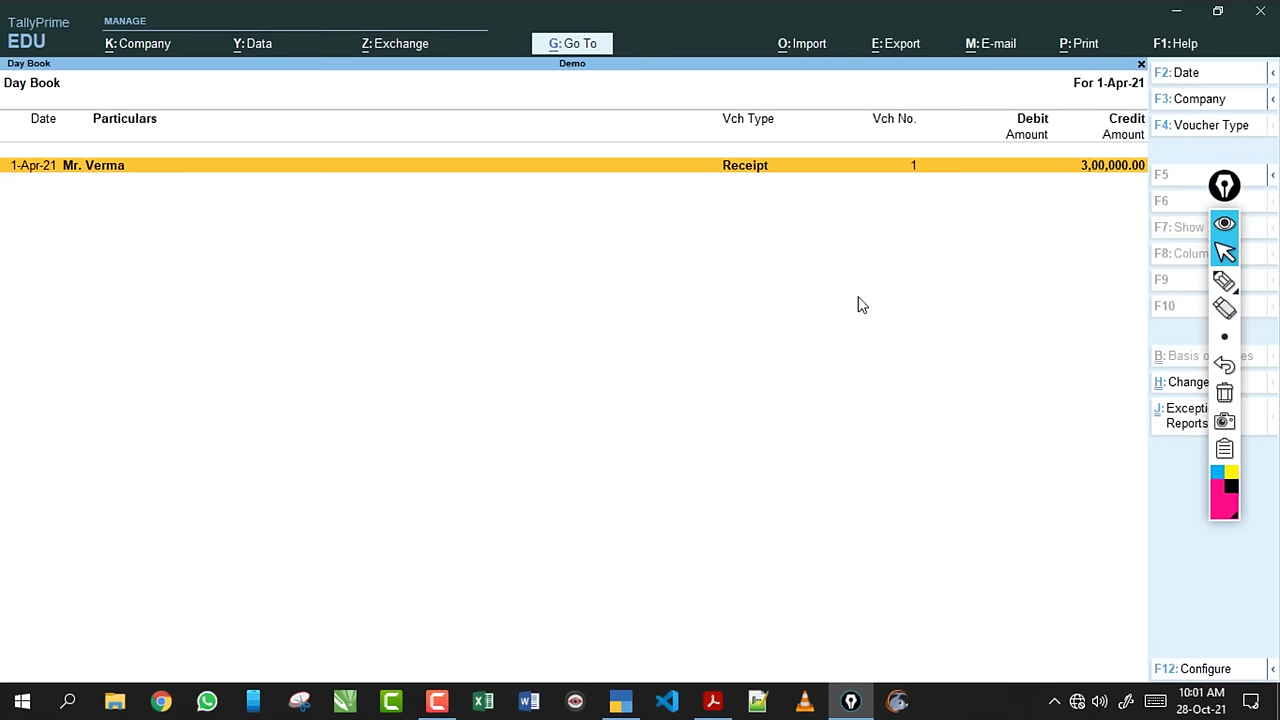 TallyPrime
EDU
MANAGE
K: Company
Y: Data
Z: Exchange
G: Go To
O: Import
E: Export
M: E-mail
P: Print
F1: Help
Day Book
Demo
Day Book
For 1-Apr-21
Date
Particulars
Vch Type
Vch No.
Debit
Amount
Credit
Amount
1-Apr-21 Mr. Verma
Receipt
1
3,00,000.00
F2: Date
F3: Company
F4: Voucher Type
F5
F6
F7: Show
F8: Colum
F9
F10
B: Basis o
es
H: Change
J: Excepti
Reports
F12: Configure
10:01 AM
28-Oct-21